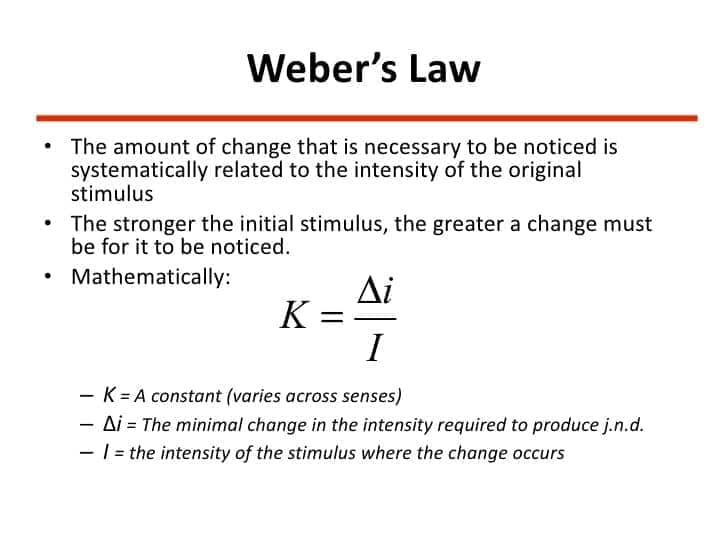 Weber's Law
• The amount of change that is necessary to be noticed is
systematically related to the intensity of the original
stimulus
• The stronger the initial stimulus, the greater a change must
be for it to be noticed.
• Mathematically:
K = Δi / I
– K = A constant (varies across senses)
– Δi = The minimal change in the intensity required to produce j.n.d.
– I = the intensity of the stimulus where the change occurs